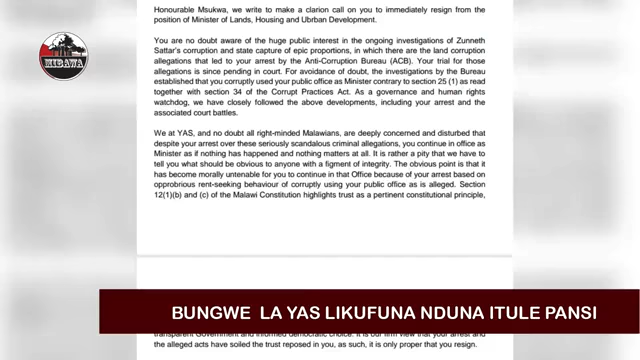 Honourable Msukwa, we write to make a clarion call on you to immediately resign from the
position of Minister of Lands, Housing and Ubrban Development.
You are no doubt aware of the huge public interest in the ongoing investigations of Zunneth
Sattar's corruption and state capture of epic proportions, in which there are the land corruption
allegations that led to your arrest by the Anti-Corruption Bureau (ACB). Your trial for those
allegations is since pending in court. For avoidance of doubt, the investigations by the Bureau
established that you corruptly used your public office as Minister contrary to section 25 (1) as read
together with section 34 of the Corrupt Practices Act. As a governance and human rights
watchdog, we have closely followed the above developments, including your arrest and the
associated court battles.
We at YAS, and no doubt all right-minded Malawians, are deeply concerned and disturbed that
despite your arrest over these seriously scandalous criminal allegations, you continue in office as
Minister as if nothing has happened and nothing matters at all. It is rather a pity that we have to
tell you what should be obvious to anyone with a figment of integrity. The obvious point is that it
has become morally untenable for you to continue in that Office because of your arrest based on
opprobrious rent-seeking behaviour of corruptly using your public office as is alleged. Section
12(1)(b) and (c) of the Malawi Constitution highlights trust as a pertinent constitutional principle,
MIBAWA
BUNGWE LA YAS LIKUFUNA NDUNA ITULE PANSI
transparent Government and informed democratic choice. It is our firm view that your arrest and
the alleged acts have soiled the trust reposed in you, as such, it is only proper that you resign.